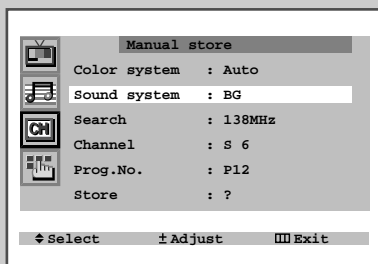 Manual store
Color system : Auto
Sound system : BG
Search : 138MHz
CH
Channel : S 6
Prog.No. : P12
Store : ?
Select ± Adjust Exit